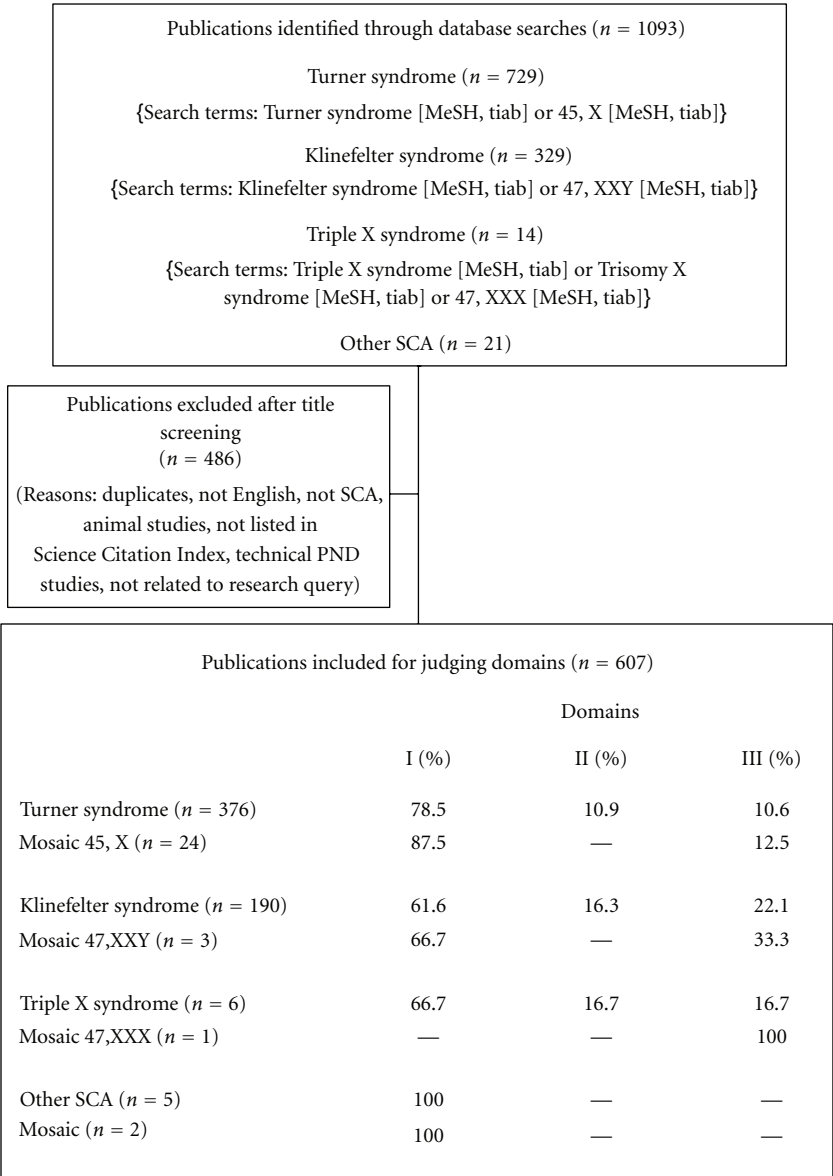 Publications identified through database searches (n = 1093)
Turner syndrome (n = 729)
{Search terms: Turner syndrome [MeSH, tiab] or 45, X [MeSH, tiab]}
Klinefelter syndrome (n = 329)
{Search terms: Klinefelter syndrome [MeSH, tiab] or 47, XXY [MeSH, tiab]}
Triple X syndrome (n = 14)
{Search terms: Triple X syndrome [MeSH, tiab] or Trisomy X
syndrome [MeSH, tiab] or 47, XXX [MeSH, tiab]}
Other SCA (n = 21)
Publications excluded after title
screening
(n = 486)
(Reasons: duplicates, not English, not SCA,
animal studies, not listed in
Science Citation Index, technical PND
studies, not related to research query)
Publications included for judging domains (n = 607)
Domains
I (%) II (%) III (%)
Turner syndrome (n = 376) 78.5 10.9 10.6
Mosaic 45, X (n = 24) 87.5 — 12.5
Klinefelter syndrome (n = 190) 61.6 16.3 22.1
Mosaic 47,XXY (n = 3) 66.7 — 33.3
Triple X syndrome (n = 6) 66.7 16.7 16.7
Mosaic 47,XXX (n = 1) — — 100
Other SCA (n = 5) 100 — —
Mosaic (n = 2) 100 — —